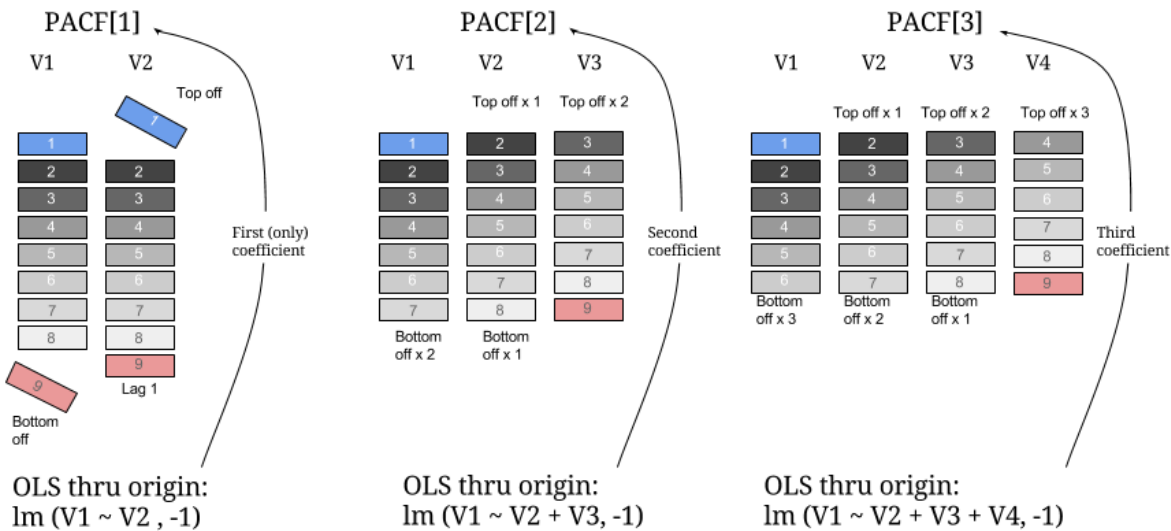 PACF[1]
V1
V2
Top off
1
1
2
2
3
3
4
4
5
5
6
6
7
7
8
8
9
9
Lag 1
Bottom
off
First (only)
coefficient
OLS thru origin:
lm (V1 ~ V2 , -1)
PACF[2]
V1
V2
V3
Top off x 1
Top off x 2
1
2
3
2
3
4
3
4
5
4
5
6
5
6
7
6
7
8
7
8
9
Bottom
off x 2
Bottom
off x 1
Second
coefficient
OLS thru origin:
lm (V1 ~ V2 + V3, -1)
PACF[3]
V1
V2
V3
V4
Top off x 1
Top off x 2
Top off x 3
1
2
3
4
2
3
4
5
3
4
5
6
4
5
6
7
5
6
7
8
6
7
8
9
Bottom
off x 3
Bottom
off x 2
Bottom
off x 1
Third
coefficient
OLS thru origin:
lm (V1 ~ V2 + V3 + V4, -1)